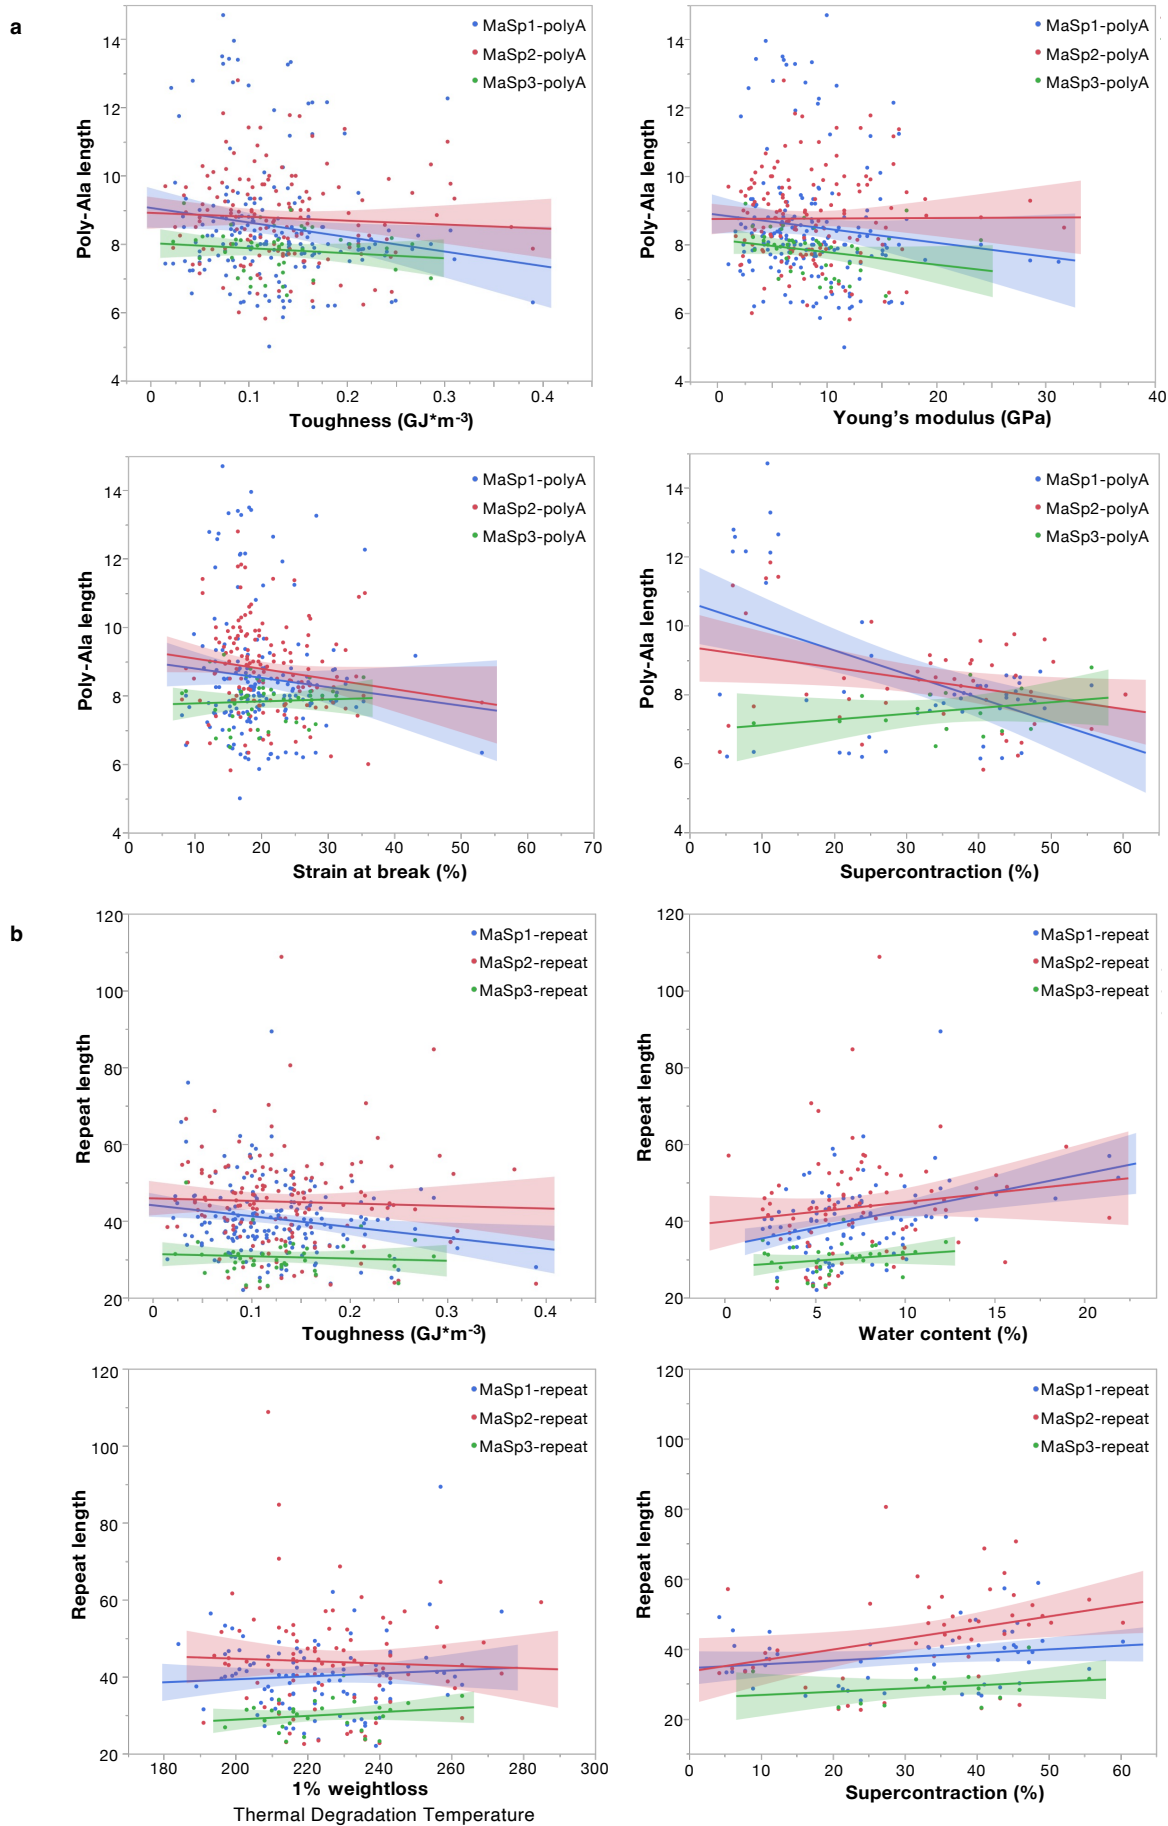 a
MaSp1-polyA
MaSp2-polyA
MaSp3-polyA
Poly-Ala length
14
12
10
8
6
4
0
0.1
0.2
0.3
0.4
Toughness (GJ*m-3)
MaSp1-polyA
MaSp2-polyA
MaSp3-polyA
Poly-Ala length
14
12
10
8
6
4
0
10
20
30
40
Young's modulus (GPa)
MaSp1-polyA
MaSp2-polyA
MaSp3-polyA
Poly-Ala length
14
12
10
8
6
4
0
10
20
30
40
50
60
70
Strain at break (%)
MaSp1-polyA
MaSp2-polyA
MaSp3-polyA
Poly-Ala length
14
12
10
8
6
4
0
10
20
30
40
50
60
Supercontraction (%)
b
MaSp1-repeat
MaSp2-repeat
MaSp3-repeat
Repeat length
120
100
80
60
40
20
0
0.1
0.2
0.3
0.4
Toughness (GJ*m-3)
MaSp1-repeat
MaSp2-repeat
MaSp3-repeat
Repeat length
120
100
80
60
40
20
0
5
10
15
20
Water content (%)
MaSp1-repeat
MaSp2-repeat
MaSp3-repeat
Repeat length
120
100
80
60
40
20
180
200
220
240
260
280
300
1% weightloss
Thermal Degradation Temperature
MaSp1-repeat
MaSp2-repeat
MaSp3-repeat
Repeat length
120
100
80
60
40
20
0
10
20
30
40
50
60
Supercontraction (%)